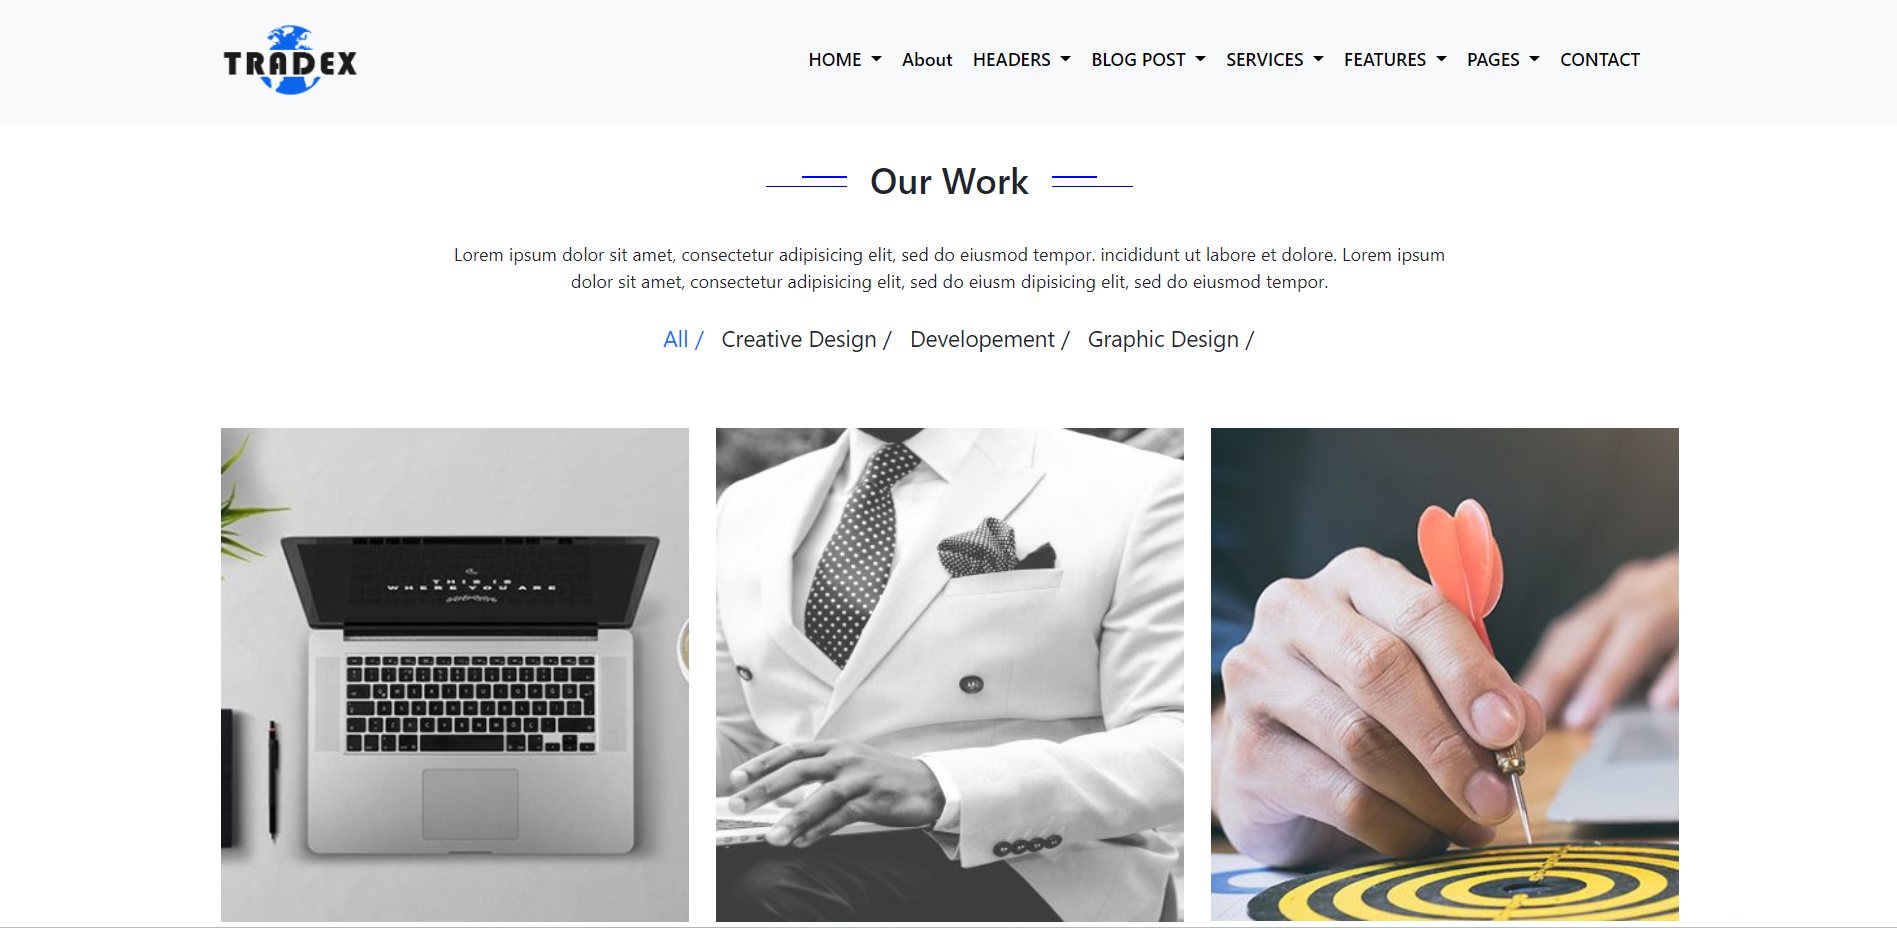 TRADEX
HOME About HEADERS BLOG POST SERVICES FEATURES PAGES CONTACT
Our Work
Lorem ipsum dolor sit amet, consectetur adipisicing elit, sed do eiusmod tempor. incididunt ut labore et dolore. Lorem ipsum
dolor sit amet, consectetur adipisicing elit, sed do eiusm dipisicing elit, sed do eiusmod tempor.
All / Creative Design / Developement / Graphic Design /
THIS IS
WHERE YOU ARE